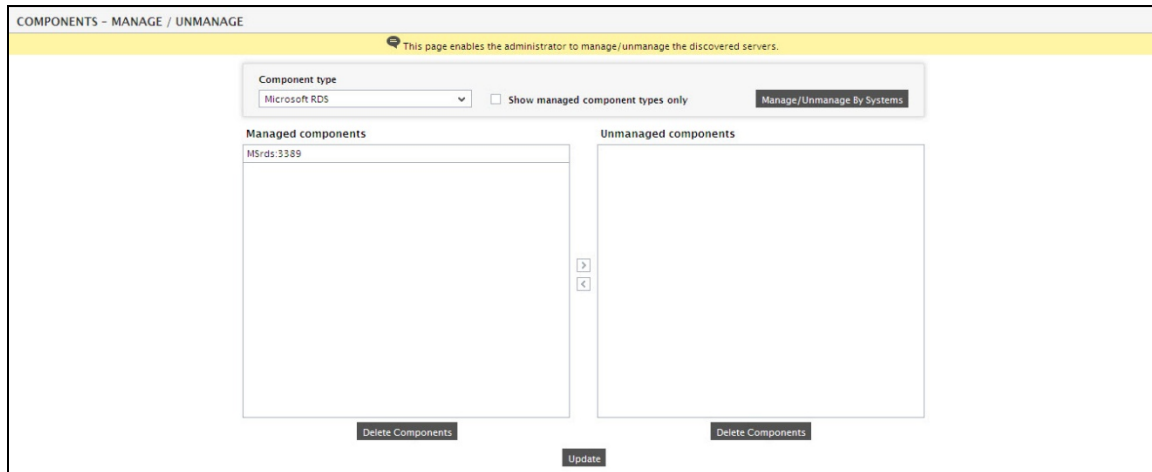 COMPONENTS - MANAGE / UNMANAGE
This page enables the administrator to manage/unmanage the discovered servers.
Component type
Microsoft RDS
Show managed component types only
Manage/Unmanage By Systems
Managed components
Unmanaged components
MSrds:3389
>
<
Delete Components
Delete Components
Update